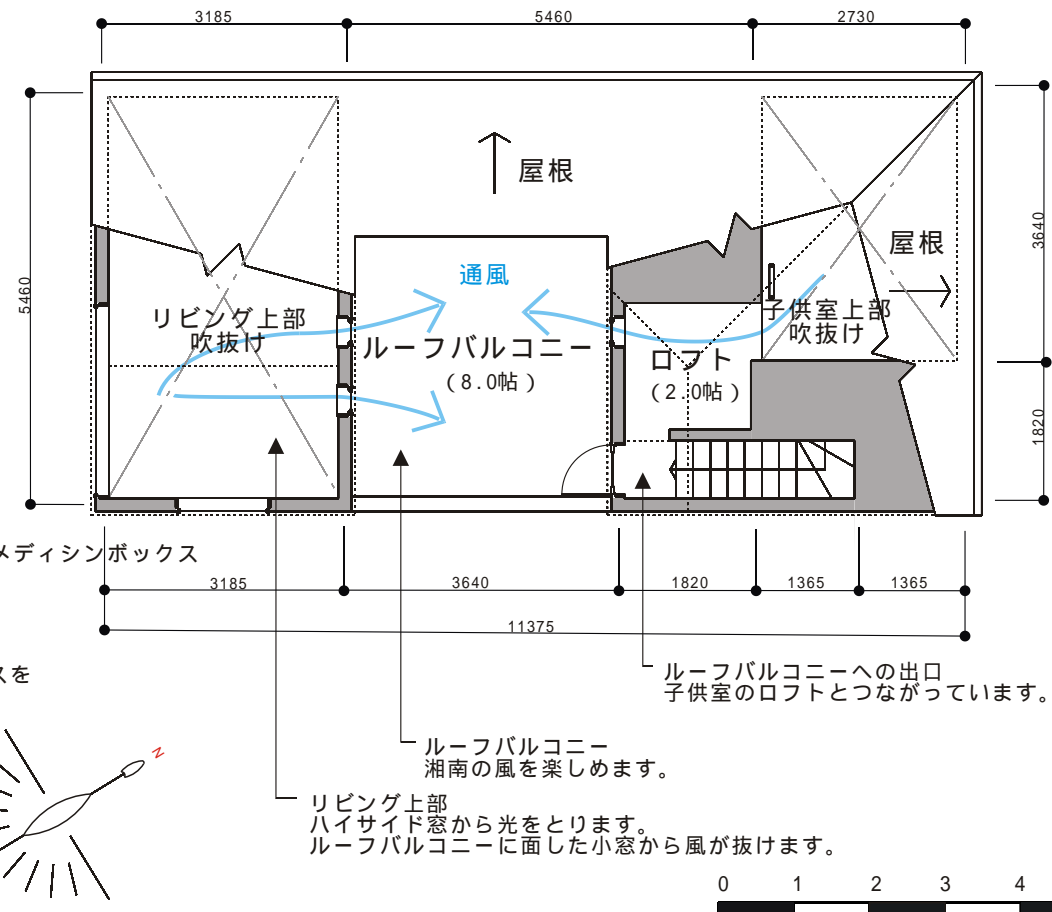 3185
5460
2730
5460
3640
1820
屋根
屋根
通風
リビング上部
吹抜け
ルーフバルコニー
(8.0帖)
ロフト
(2.0帖)
子供室上部
吹抜け
メディシンボックス
3185
3640
1820
1365
1365
11375
スを
ルーフバルコニーへの出口
子供室のロフトとつながっています。
ルーフバルコニー
湘南の風を楽しめます。
リビング上部
ハイサイド窓から光をとります。
ルーフバルコニーに面した小窓から風が抜けます。
N
0 1 2 3 4